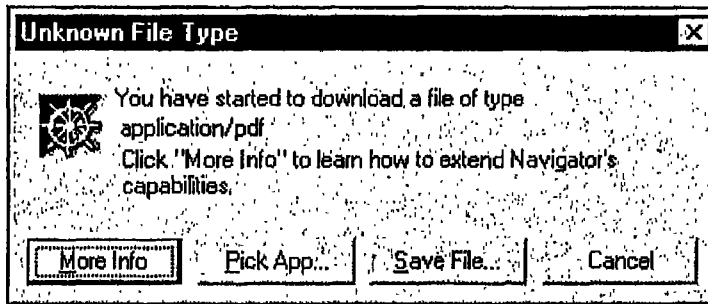 Unknown File Type
You have started to download a file of type
application/pdf
Click "More Info" to learn how to extend Navigator's
capabilities.
More Info Pick App... Save File... Cancel